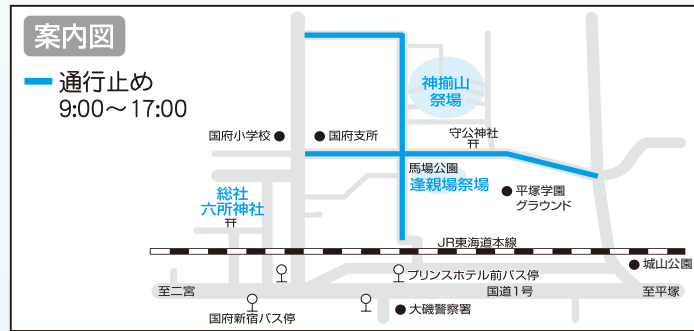 案内図
通行止め
9:00〜17:00
神揃山
祭場
国府小学校
国府支所
守公神社
馬場公園
逢親場祭場
総社
六所神社
平塚学園
グラウンド
JR東海道本線
城山公園
プリンスホテル前バス停
至二宮
国道1号
至平塚
国府新宿バス停
大磯警察署